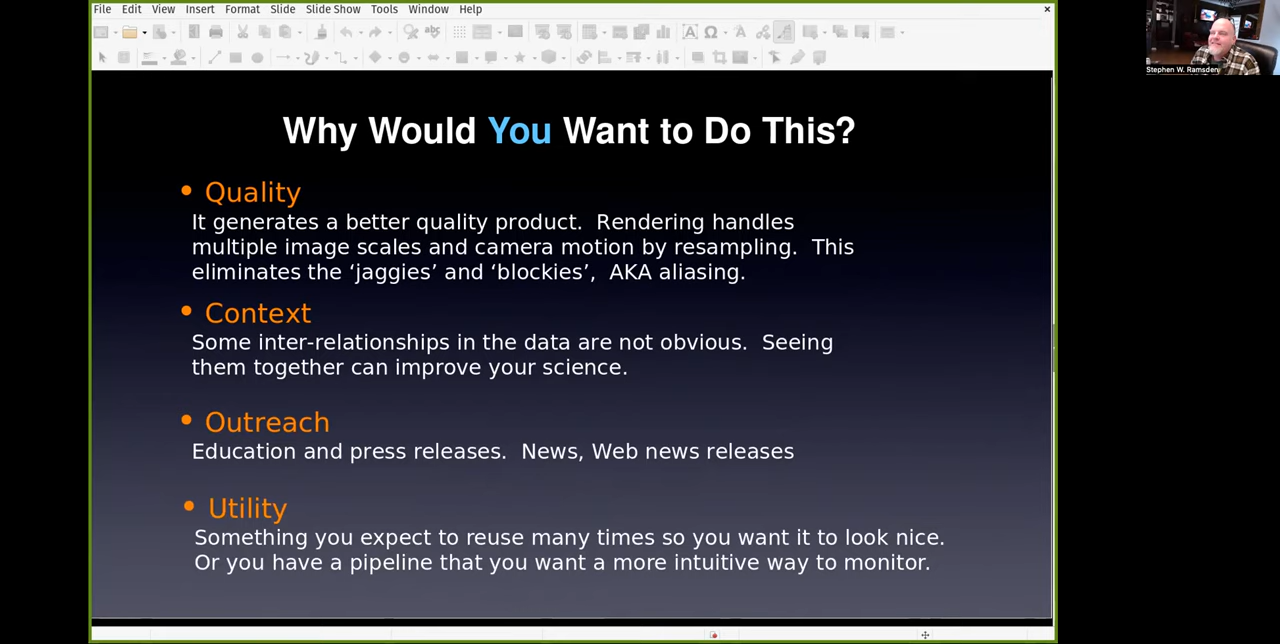 File Edit View Insert Format Slide Slide Show Tools Window Help
Stephen W. Ramsden
Why Would You Want to Do This?
• Quality
It generates a better quality product. Rendering handles
multiple image scales and camera motion by resampling. This
eliminates the ‘jaggies’ and ‘blockies’, AKA aliasing.
• Context
Some inter-relationships in the data are not obvious. Seeing
them together can improve your science.
• Outreach
Education and press releases. News, Web news releases
• Utility
Something you expect to reuse many times so you want it to look nice.
Or you have a pipeline that you want a more intuitive way to monitor.